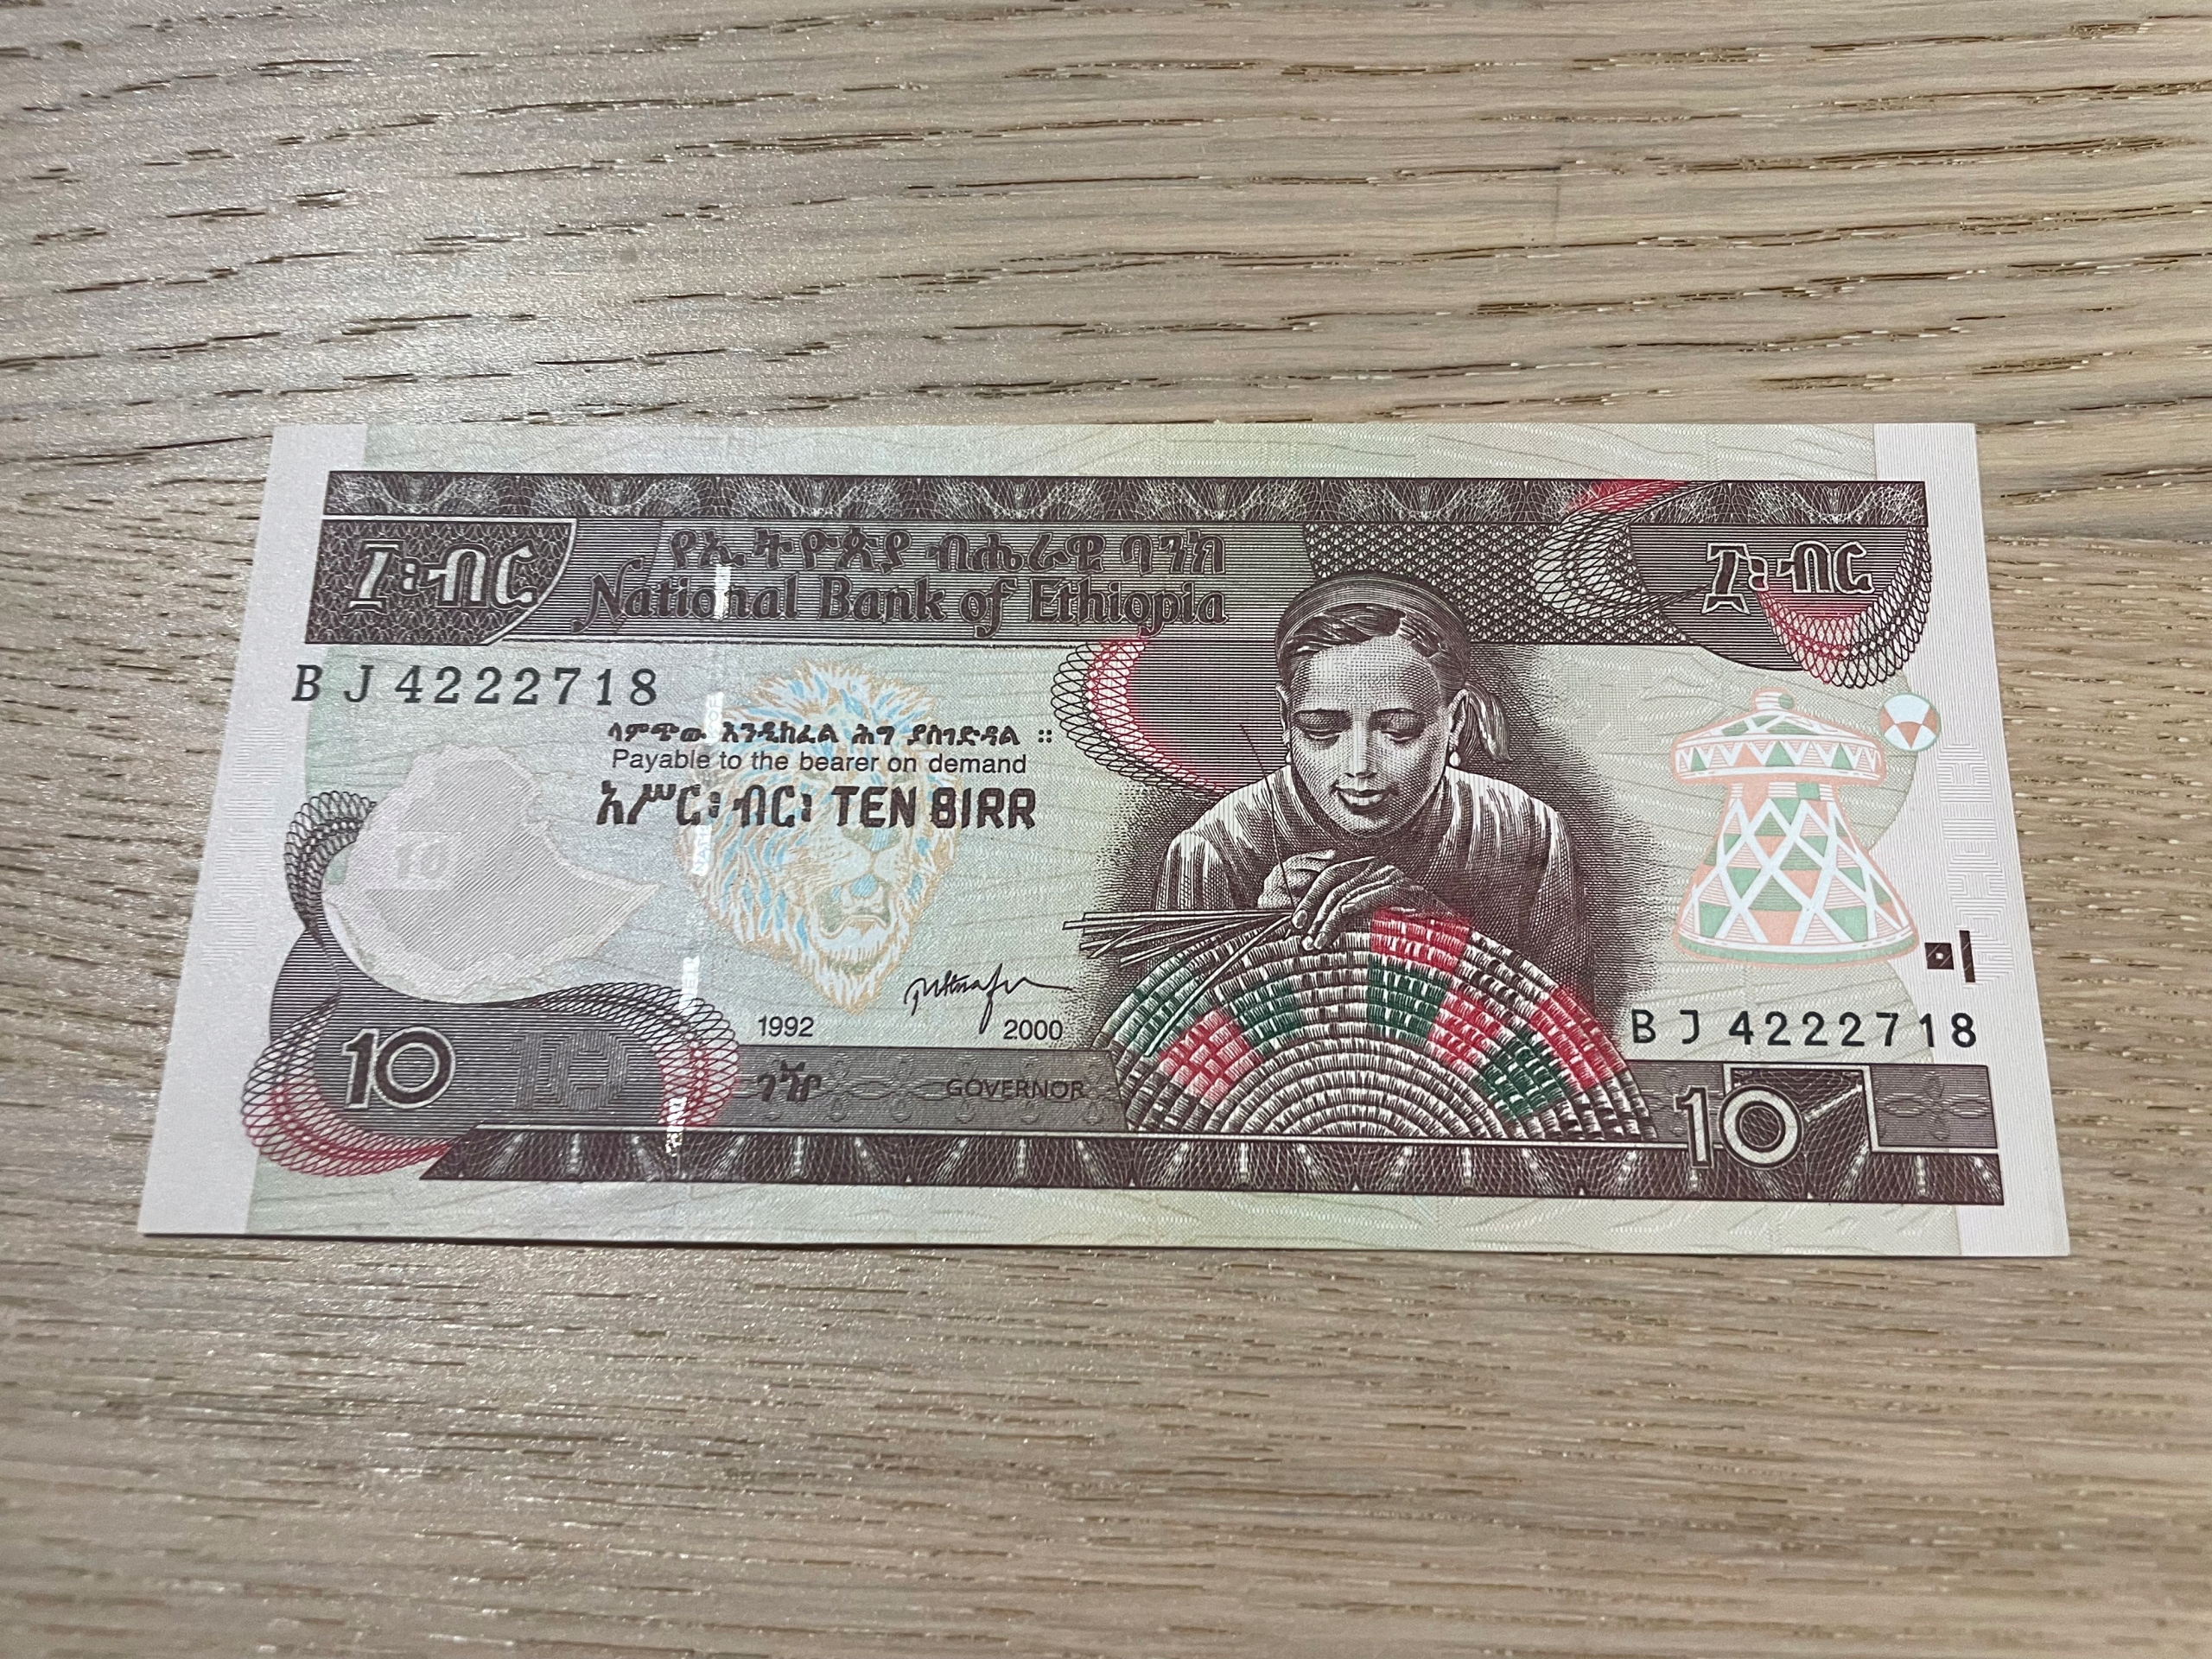 ፲፡ብር
የኢትዮጵያ ብሔራዊ ባንክ
National Bank of Ethiopia
፲፡ብር
BJ 4222718
ላምጭው እንዲከፈል ሕግ ያስገድዳል ።
Payable to the bearer on demand
አሥር፡ብር፡ TEN BIRR
10
1992
2000
BJ 4222718
10
ገዥ
GOVERNOR
10